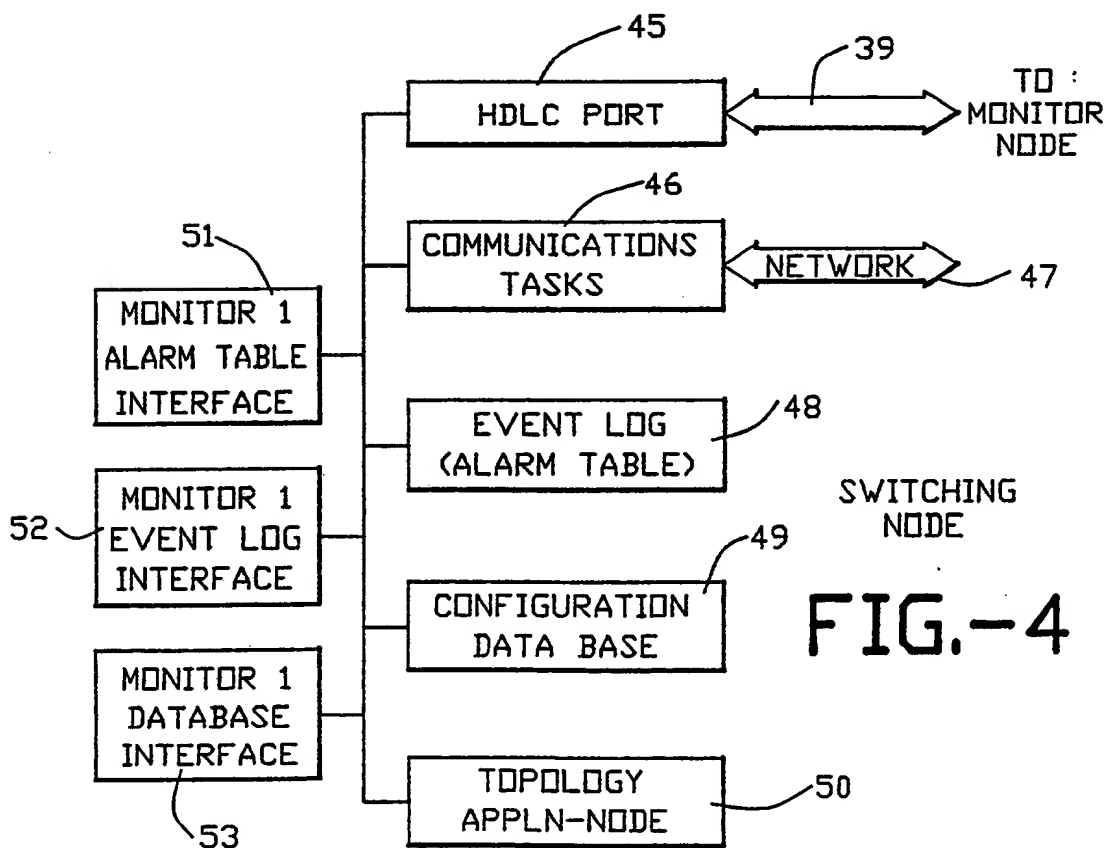 45
39
HDLC PORT
TO
MONITOR
NODE
46
51
COMMUNICATIONS
TASKS
NETWORK
47
MONITOR 1
ALARM TABLE
INTERFACE
48
EVENT LOG
(ALARM TABLE)
SWITCHING
NODE
52
MONITOR 1
EVENT LOG
INTERFACE
49
CONFIGURATION
DATA BASE
FIG.-4
MONITOR 1
DATABASE
INTERFACE
53
TOPOLOGY
APPLN-NODE
50